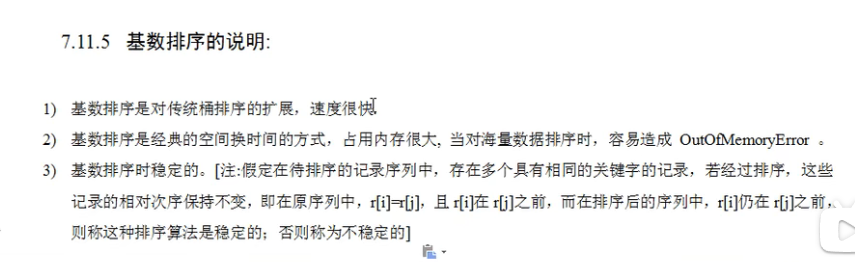 7.11.5 基数排序的说明:
1) 基数排序是对传统桶排序的扩展，速度很快.
2) 基数排序是经典的空间换时间的方式，占用内存很大, 当对海量数据排序时，容易造成 OutOfMemoryError 。
3) 基数排序时稳定的。[注:假定在待排序的记录序列中，存在多个具有相同的关键字的记录，若经过排序，这些
记录的相对次序保持不变，即在原序列中，r[i]=r[j]，且 r[i]在 r[j]之前，而在排序后的序列中，r[i]仍在 r[j]之前，
则称这种排序算法是稳定的；否则称为不稳定的]